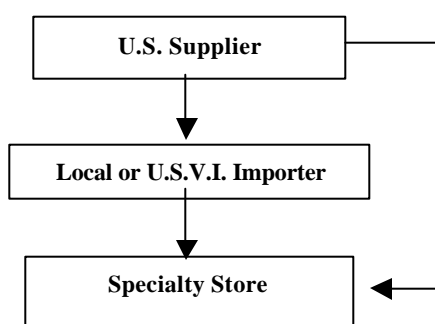 U.S. Supplier
Local or U.S.V.I. Importer
Specialty Store